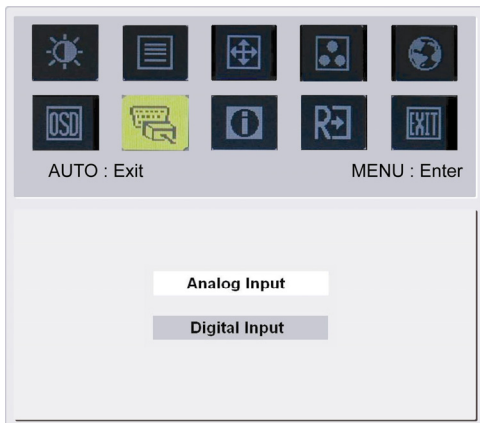 OSD
i
R
EXIT
AUTO : Exit MENU : Enter
Analog Input
Digital Input